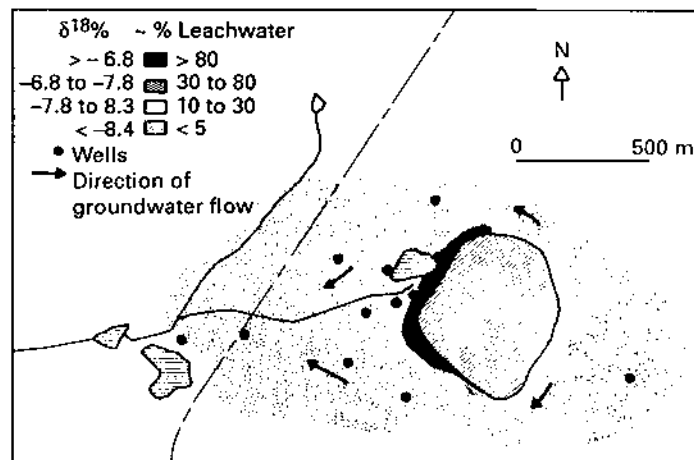 δ18% ~ % Leachwater
> – 6.8 > 80
–6.8 to –7.8 30 to 80
–7.8 to 8.3 10 to 30
< –8.4 < 5
• Wells
→ Direction of
groundwater flow
N
0 500 m